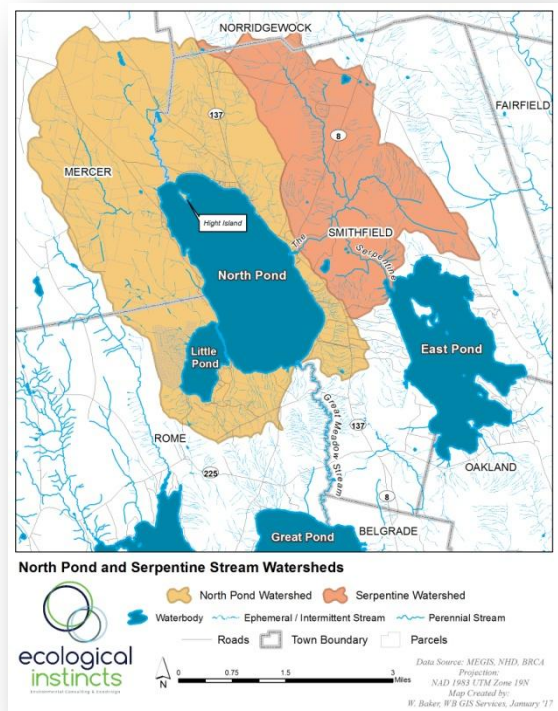 NORRIDGEWOCK
FAIRFIELD
137
8
MERCER
Hight Island
SMITHFIELD
The
Serpentine
North Pond
East Pond
Little
Pond
Great Meadow Stream
137
ROME
225
OAKLAND
8
BELGRADE
Great Pond
North Pond and Serpentine Stream Watersheds
North Pond Watershed Serpentine Watershed
Waterbody Ephemeral / Intermittent Stream Perennial Stream
Roads Town Boundary Parcels
ecological
instincts
Environmental Consulting &
N
0 0.75 1.5 3
Miles
Data Source: MEGIS, NHD, BRCA
Projection:
NAD 1983 UTM Zone 19N
Map Created by:
W. Baker, WB GIS Services, January '17